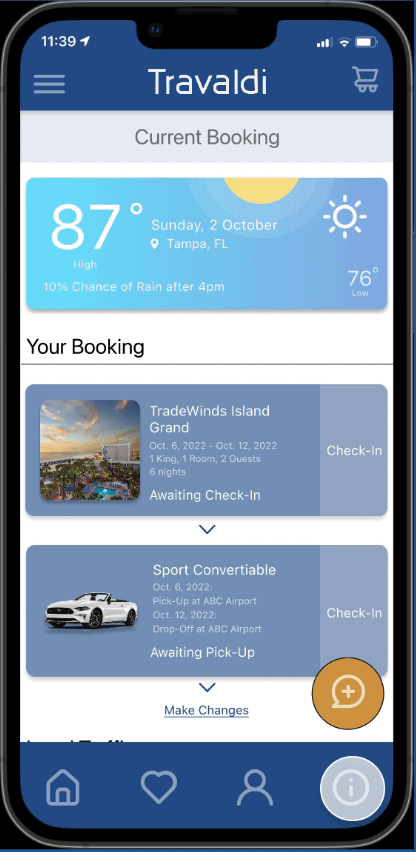 11:39
Travaldi
Current Booking
87°
High
Sunday, 2 October
Tampa, FL
10% Chance of Rain after 4pm
76°
Low
Your Booking
TradeWinds Island
Grand
Oct. 6, 2022 - Oct. 12, 2022
1 King, 1 Room, 2 Guests
6 nights
Awaiting Check-In
Check-In
Sport Convertiable
Oct. 6, 2022:
Pick-Up at ABC Airport
Oct. 12, 2022:
Drop-Off at ABC Airport
Awaiting Pick-Up
Check-In
Make Changes